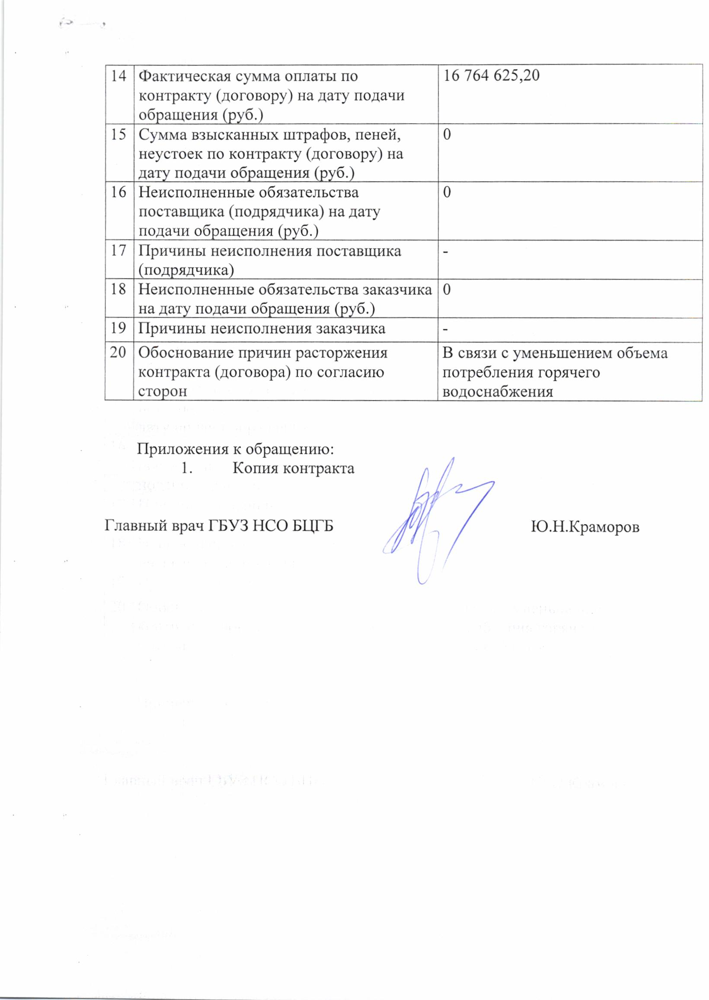 14 Фактическая сумма оплаты по 16 764 625,20
контракту (договору) на дату подачи
обращения (руб.)
15 Сумма взысканных штрафов, пеней, 0
неустоек по контракту (договору) на
дату подачи обращения (руб.)
16 Неисполненные обязательства 0
поставщика (подрядчика) на дату
подачи обращения (руб.)
17 Причины неисполнения поставщика -
(подрядчика)
18 Неисполненные обязательства заказчика 0
на дату подачи обращения (руб.)
19 Причины неисполнения заказчика -
20 Обоснование причин расторжения В связи с уменьшением объема
контракта (договора) по согласию потребления горячего
сторон водоснабжения
Приложения к обращению:
1. Копия контракта
Главный врач ГБУЗ НСО БЦГБ Ю.Н.Краморов